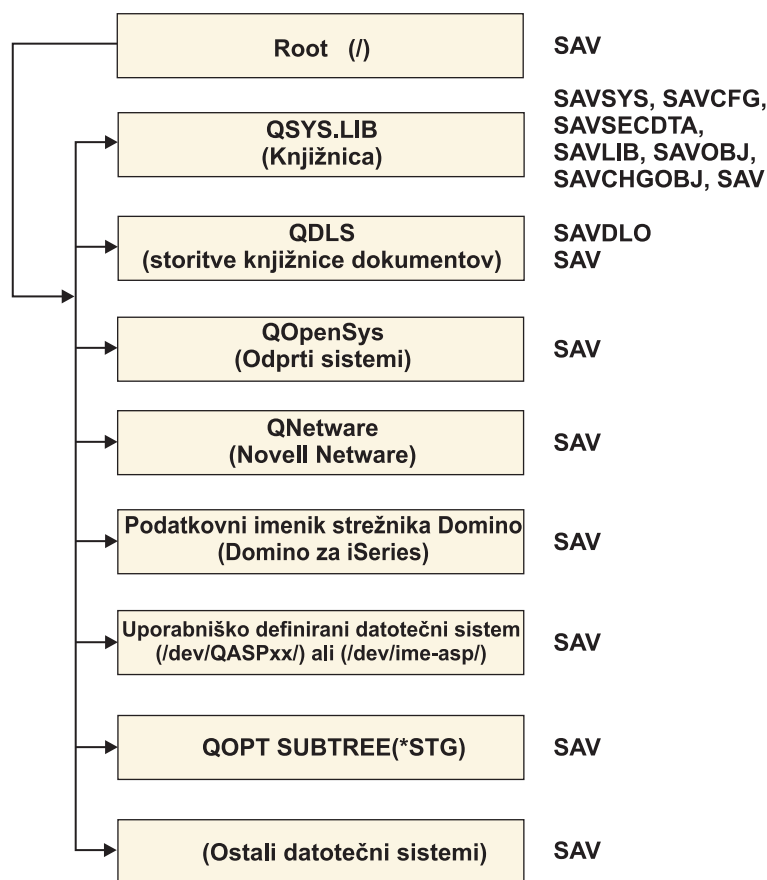 Root (/)
SAV
QSYS.LIB
(Knjižnica)
SAVSYS, SAVCFG,
SAVSECDTA,
SAVLIB, SAVOBJ,
SAVCHGOBJ, SAV
QDLS
(storitve knjižnice dokumentov)
SAVDLO
SAV
QOpenSys
(Odprti sistemi)
SAV
QNetware
(Novell Netware)
SAV
Podatkovni imenik strežnika Domino
(Domino za iSeries)
SAV
Uporabniško definirani datotečni sistem
(/dev/QASPxx/) ali (/dev/ime-asp/)
SAV
QOPT SUBTREE(*STG)
SAV
(Ostali datotečni sistemi)
SAV